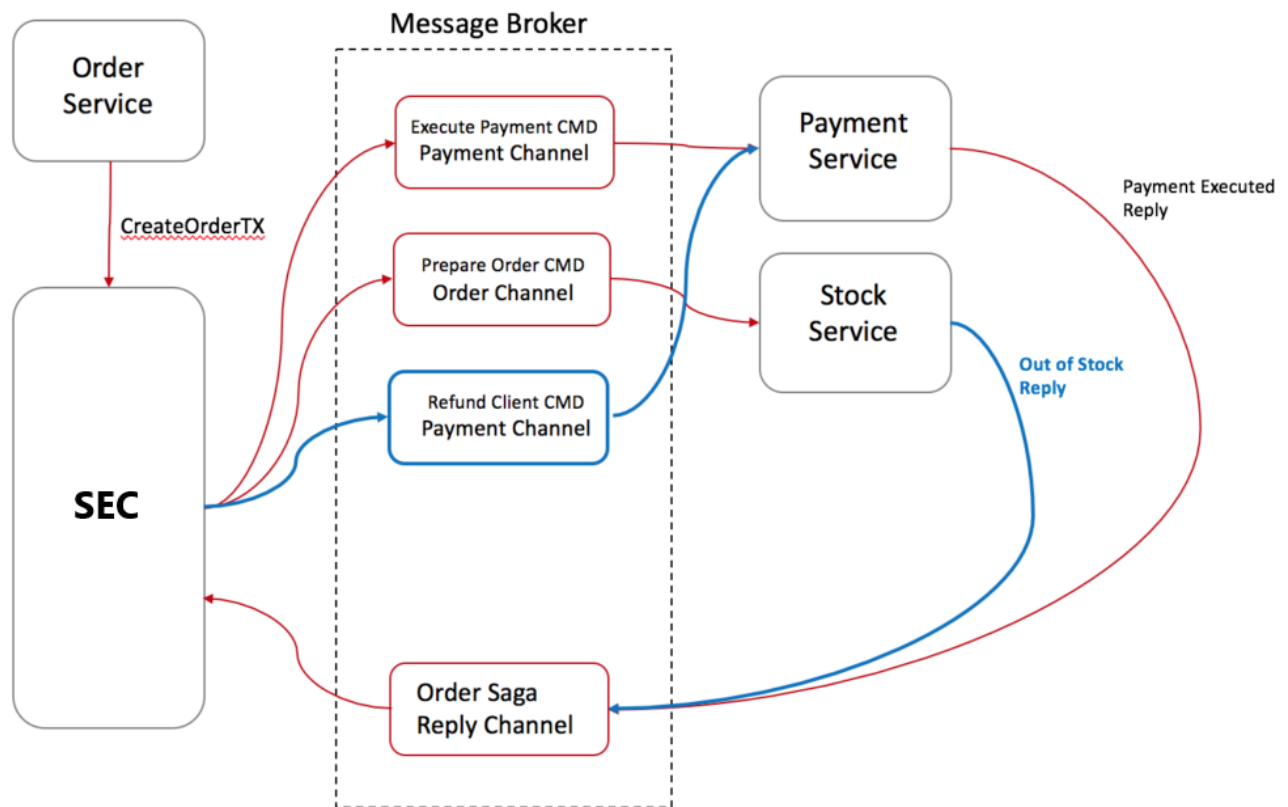 Message Broker
Order
Service
CreateOrderTX
SEC
Execute Payment CMD
Payment Channel
Prepare Order CMD
Order Channel
Refund Client CMD
Payment Channel
Order Saga
Reply Channel
Payment
Service
Stock
Service
Payment Executed
Reply
Out of Stock
Reply